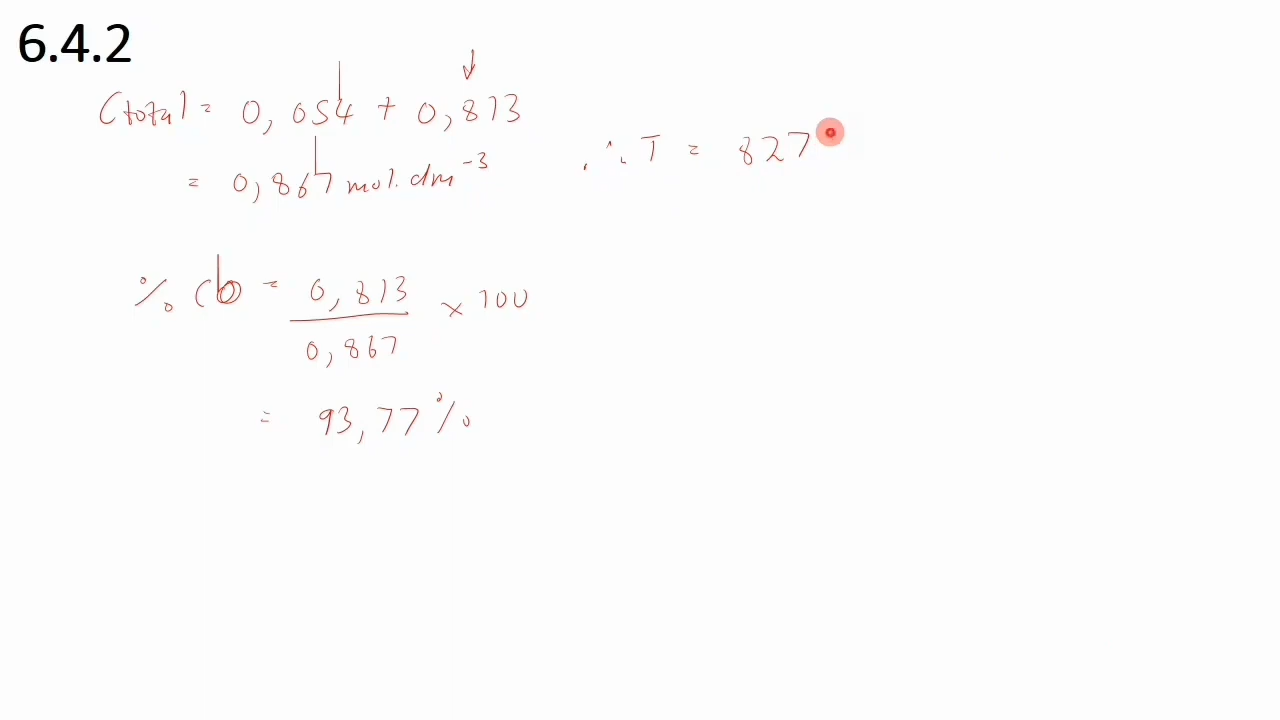 6.4.2
Ctotal = 0,054 + 0,813
= 0,867 mol.dm⁻³
% CO = 0,813 / 0,867 × 100
= 93,77 %
∴ T = 827